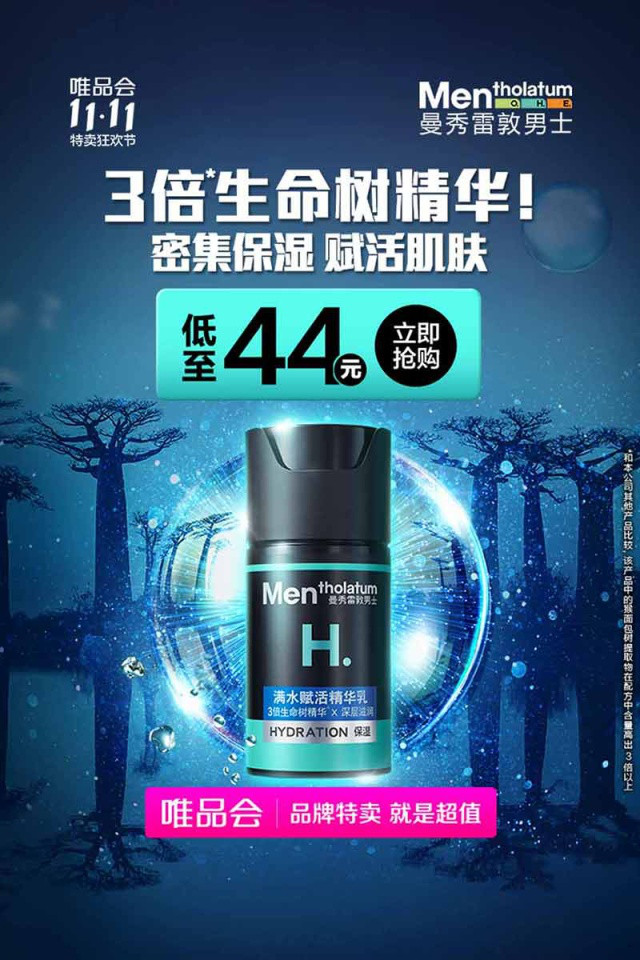 唯品会
11·11
特卖狂欢节
Mentholatum
O. H. E.
曼秀雷敦男士
3倍*生命树精华!
密集保湿 赋活肌肤
低至44元
立即抢购
Mentholatum
曼秀雷敦男士
H.
满水赋活精华乳
3倍生命树精华* X 深层滋润
HYDRATION 保湿
唯品会 | 品牌特卖 就是超值
*和本公司其他产品比较,该产品中的猴面包树提取物在配方中含量高出3倍以上